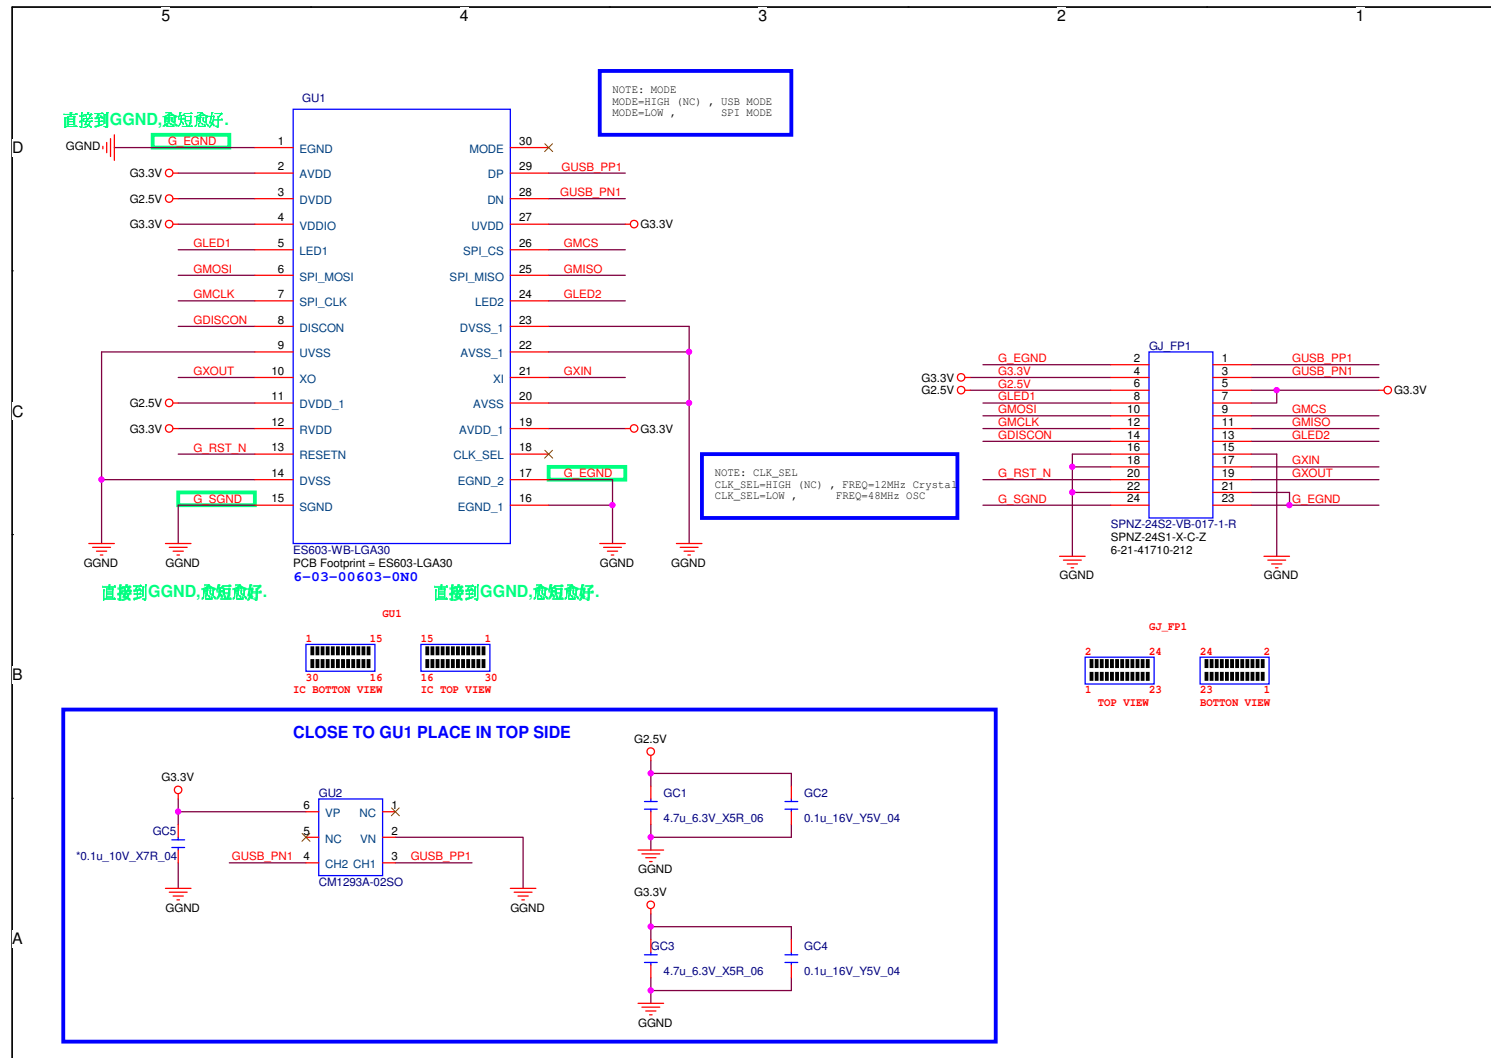 5 4 3 2 1
D
C
B
A
NOTE: MODE
MODE=HIGH (NC) , USB MODE
MODE=LOW , SPI MODE
GU1
直接到GGND,愈短愈好.
GGND G_EGND 1 EGND
G3.3V 2 AVDD
G2.5V 3 DVDD
G3.3V 4 VDDIO
GLED1 5 LED1
GMOSI 6 SPI_MOSI
GMCLK 7 SPI_CLK
GDISCON 8 DISCON
9 UVSS
GXOUT 10 XO
G2.5V 11 DVDD_1
G3.3V 12 RVDD
G_RST_N 13 RESETN
14 DVSS
G_SGND 15 SGND
MODE 30
DP 29 GUSB_PP1
DN 28 GUSB_PN1
UVDD 27 G3.3V
SPI_CS 26 GMCS
SPI_MISO 25 GMISO
LED2 24 GLED2
DVSS_1 23
AVSS_1 22
XI 21 GXIN
AVSS 20
AVDD_1 19 G3.3V
CLK_SEL 18
EGND_2 17 G_EGND
EGND_1 16
GGND GGND GGND GGND
ES603-WB-LGA30
PCB Footprint = ES603-LGA30
6-03-00603-0N0
直接到GGND,愈短愈好.
直接到GGND,愈短愈好.
NOTE: CLK_SEL
CLK_SEL=HIGH (NC) , FREQ=12MHz Crystal
CLK_SEL=LOW , FREQ=48MHz OSC
GJ_FP1
G_EGND 2
G3.3V G3.3V 4
G2.5V G2.5V 6
GLED1 8
GMOSI 10
GMCLK 12
GDISCON 14
16
18
G_RST_N 20
22
G_SGND 24
1 GUSB_PP1
3 GUSB_PN1
5 G3.3V
7
9 GMCS
11 GMISO
13 GLED2
15
17 GXIN
19 GXOUT
21
23 G_EGND
SPNZ-24S2-VB-017-1-R
SPNZ-24S1-X-C-Z
6-21-41710-212
GGND GGND
GU1
1 15 15 1
30 16 16 30
IC BOTTON VIEW IC TOP VIEW
GJ_FP1
2 24 24 2
1 23 23 1
TOP VIEW BOTTON VIEW
CLOSE TO GU1 PLACE IN TOP SIDE
G3.3V
GC5
*0.1u_10V_X7R_04
GGND
GU2
6 VP NC 1
5 NC VN 2
GUSB_PN1 4 CH2 CH1 3 GUSB_PP1
CM1293A-02SO
GGND
G2.5V
GC1 GC2
4.7u_6.3V_X5R_06 0.1u_16V_Y5V_04
GGND
G3.3V
GC3 GC4
4.7u_6.3V_X5R_06 0.1u_16V_Y5V_04
GGND